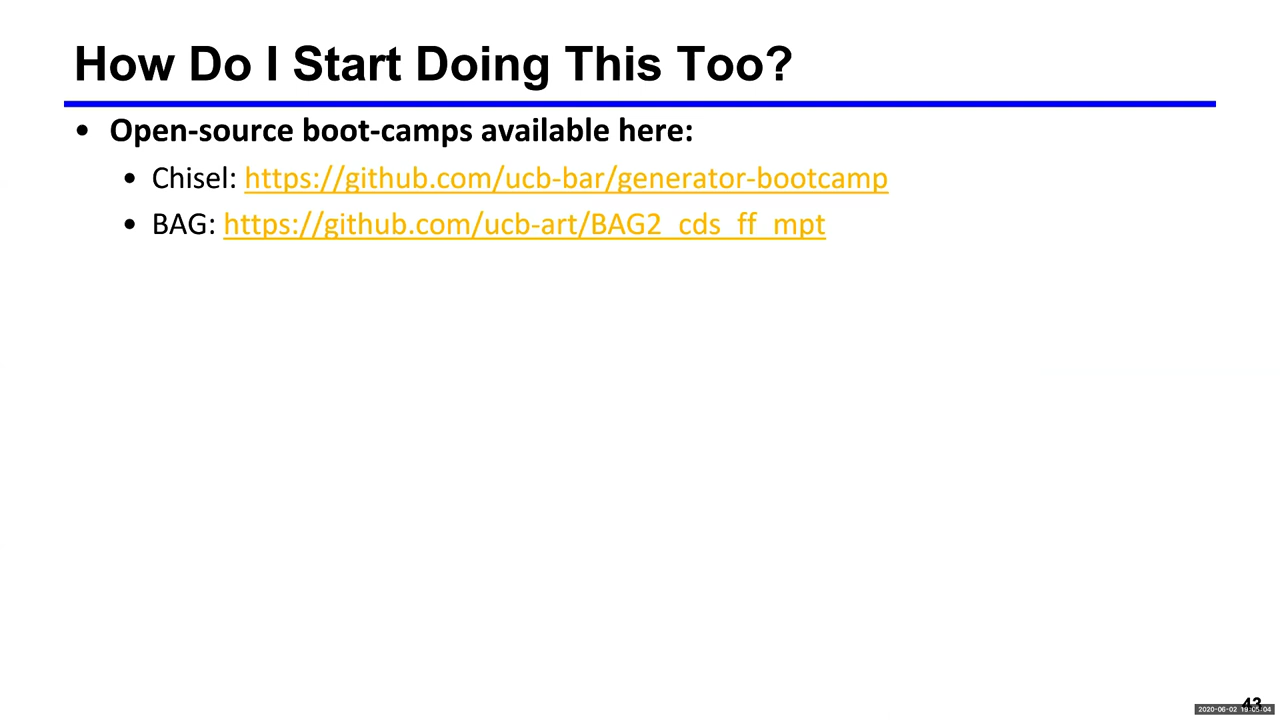 How Do I Start Doing This Too?
• Open-source boot-camps available here:
• Chisel: https://github.com/ucb-bar/generator-bootcamp
• BAG: https://github.com/ucb-art/BAG2_cds_ff_mpt
43
2020-06-02 19:05:04